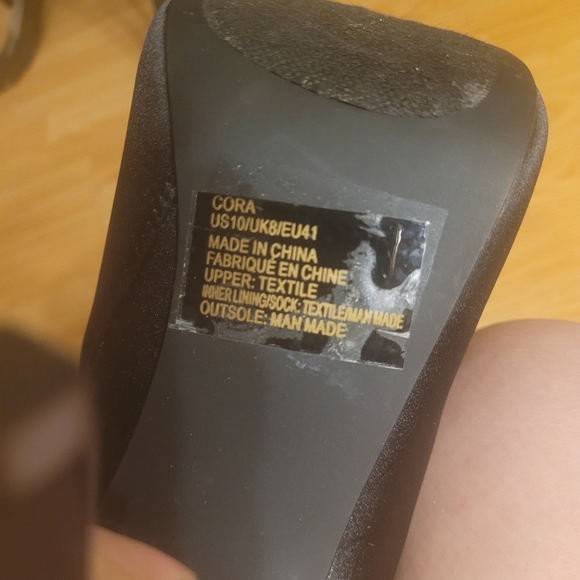 CORA
US10/UK8/EU41
MADE IN CHINA
FABRIQUÉ EN CHINE
UPPER: TEXTILE
INHER LINING/SOCK: TEXTILE/MAN MADE
OUTSOLE: MAN MADE